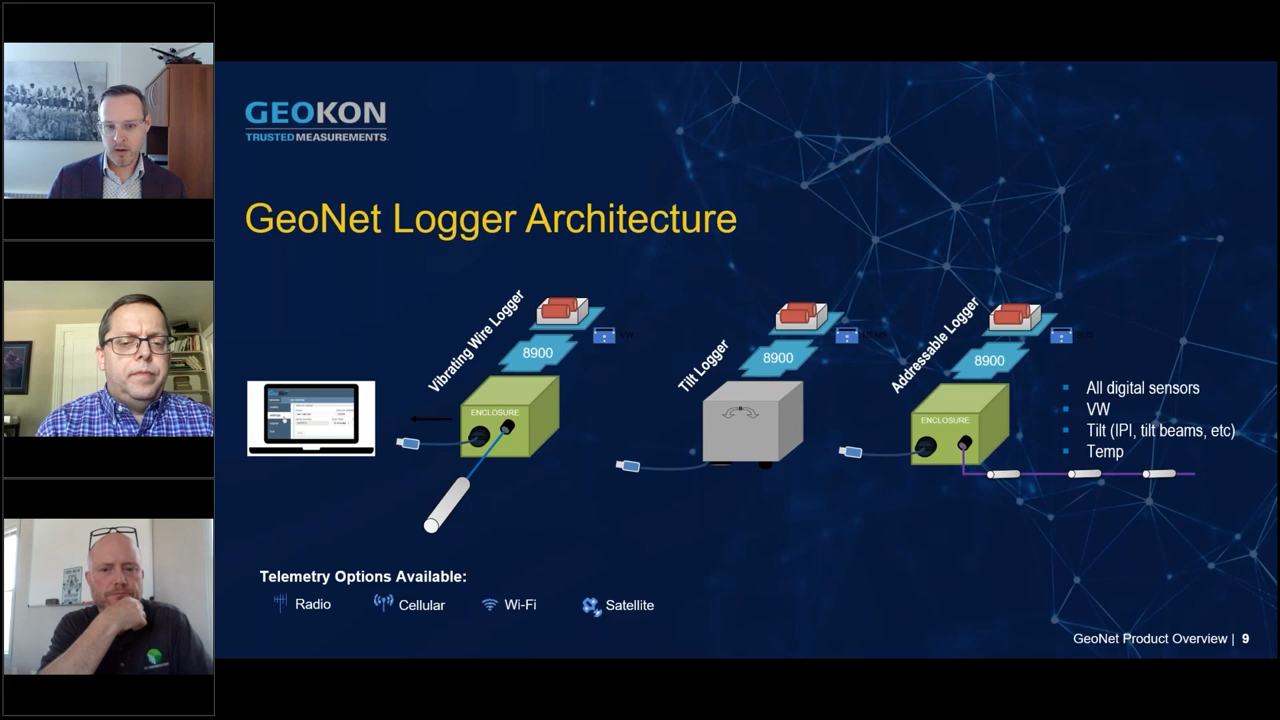 GEOKON
TRUSTED MEASUREMENTS
GeoNet Logger Architecture
Vibrating Wire Logger
8900
VW
ENCLOSURE
Tilt Logger
8900
Addressable Logger
8900
ENCLOSURE
All digital sensors
VW
Tilt (IPI, tilt beams, etc)
Temp
Telemetry Options Available:
Radio
Cellular
Wi-Fi
Satellite
GeoNet Product Overview | 9